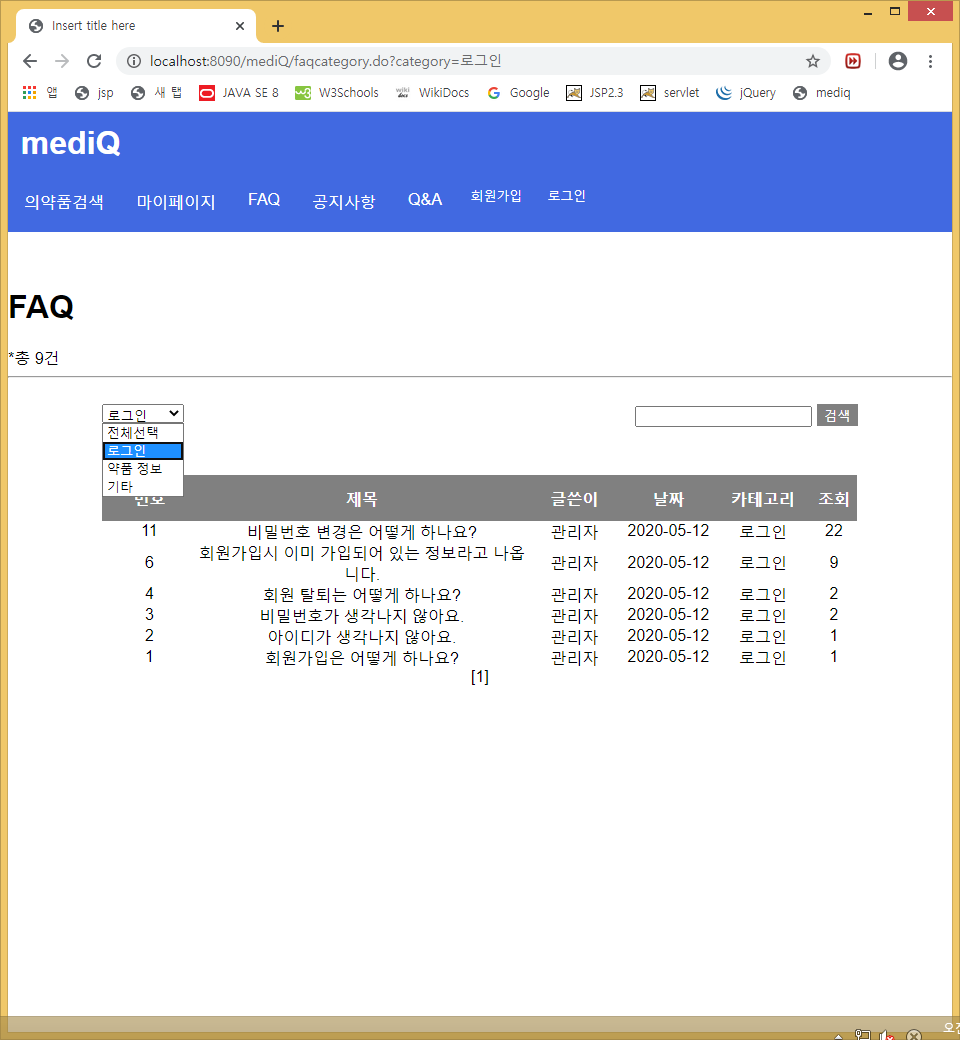 Insert title here
localhost:8090/mediQ/faqcategory.do?category=로그인
앱 jsp 새 탭 JAVA SE 8 W3Schools WikiDocs Google JSP2.3 servlet jQuery mediq
mediQ
의약품검색 마이페이지 FAQ 공지사항 Q&A 회원가입 로그인
FAQ
*총 9건
로그인 검색
전체선택
로그인
약품 정보
기타
번호 제목 글쓴이 날짜 카테고리 조회
11 비밀번호 변경은 어떻게 하나요? 관리자 2020-05-12 로그인 22
6 회원가입시 이미 가입되어 있는 정보라고 나옵 관리자 2020-05-12 로그인 9
니다.
4 회원 탈퇴는 어떻게 하나요? 관리자 2020-05-12 로그인 2
3 비밀번호가 생각나지 않아요. 관리자 2020-05-12 로그인 2
2 아이디가 생각나지 않아요. 관리자 2020-05-12 로그인 1
1 회원가입은 어떻게 하나요? 관리자 2020-05-12 로그인 1
[1]